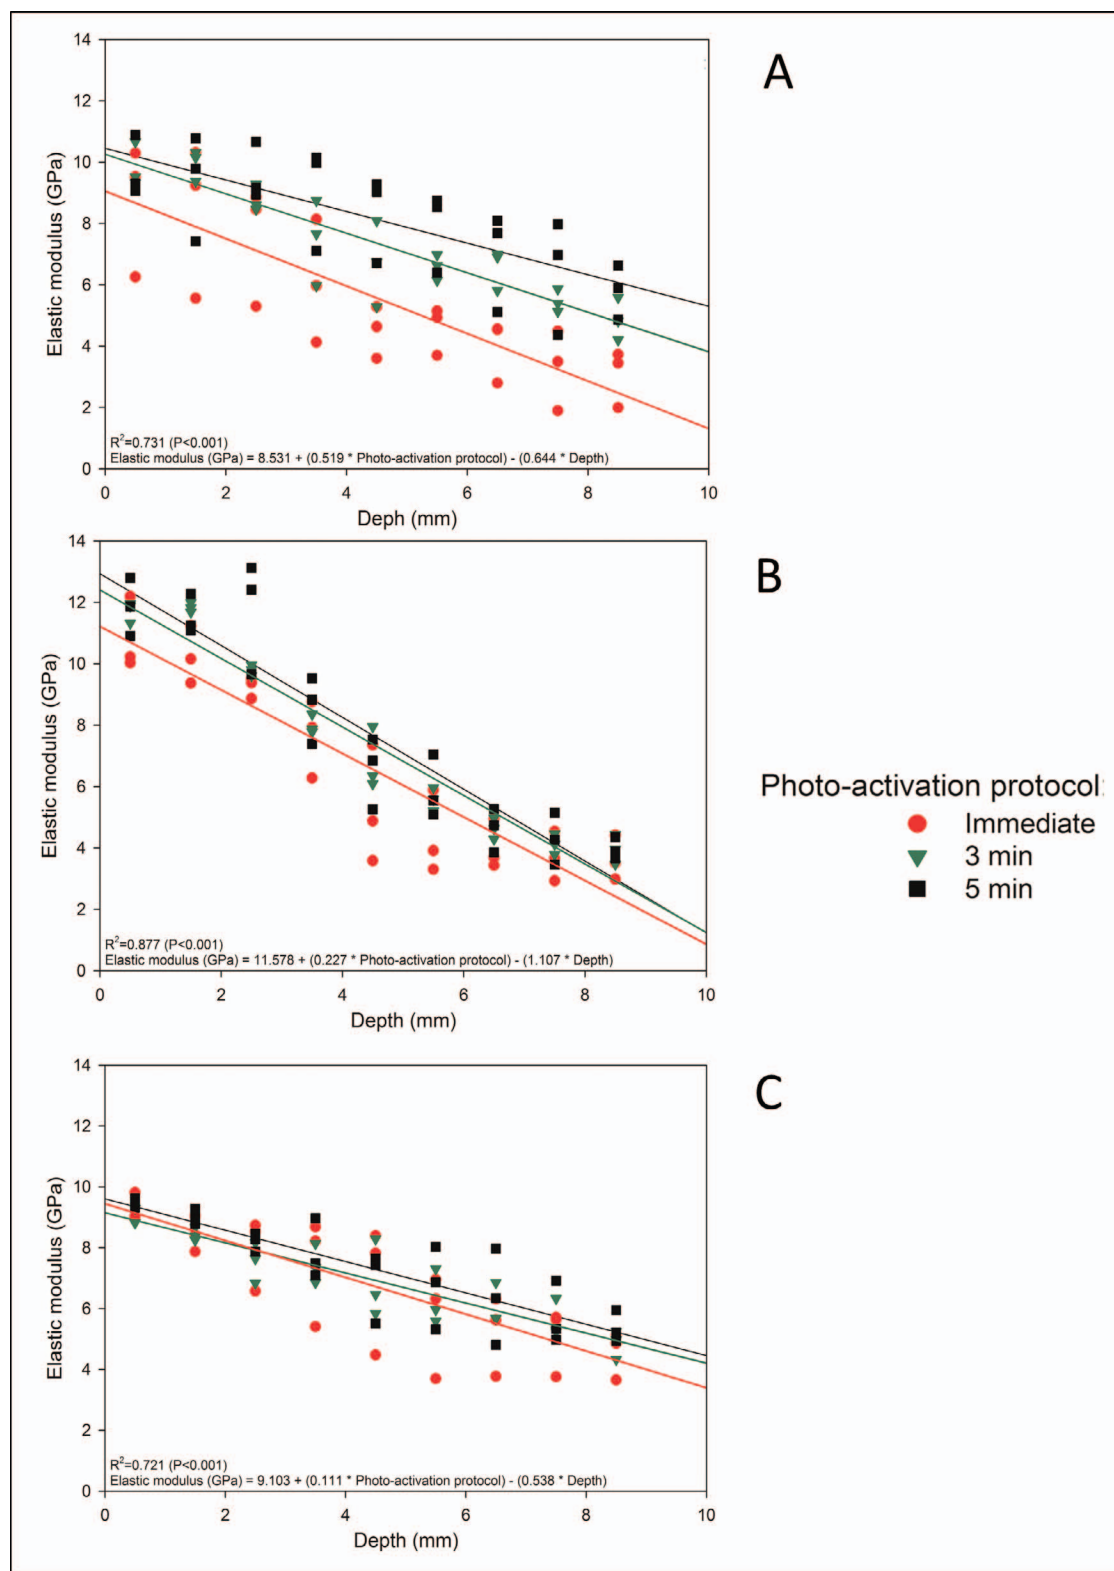 A
14
12
10
8
6
4
2
0
Elastic modulus (GPa)
R²=0.731 (P<0.001)
Elastic modulus (GPa) = 8.531 + (0.519 * Photo-activation protocol) - (0.644 * Depth)
0 2 4 6 8 10
Deph (mm)
B
14
12
10
8
6
4
2
0
Elastic modulus (GPa)
R²=0.877 (P<0.001)
Elastic modulus (GPa) = 11.578 + (0.227 * Photo-activation protocol) - (1.107 * Depth)
0 2 4 6 8 10
Depth (mm)
Photo-activation protocol:
Immediate
3 min
5 min
C
14
12
10
8
6
4
2
0
Elastic modulus (GPa)
R²=0.721 (P<0.001)
Elastic modulus (GPa) = 9.103 + (0.111 * Photo-activation protocol) - (0.538 * Depth)
0 2 4 6 8 10
Depth (mm)